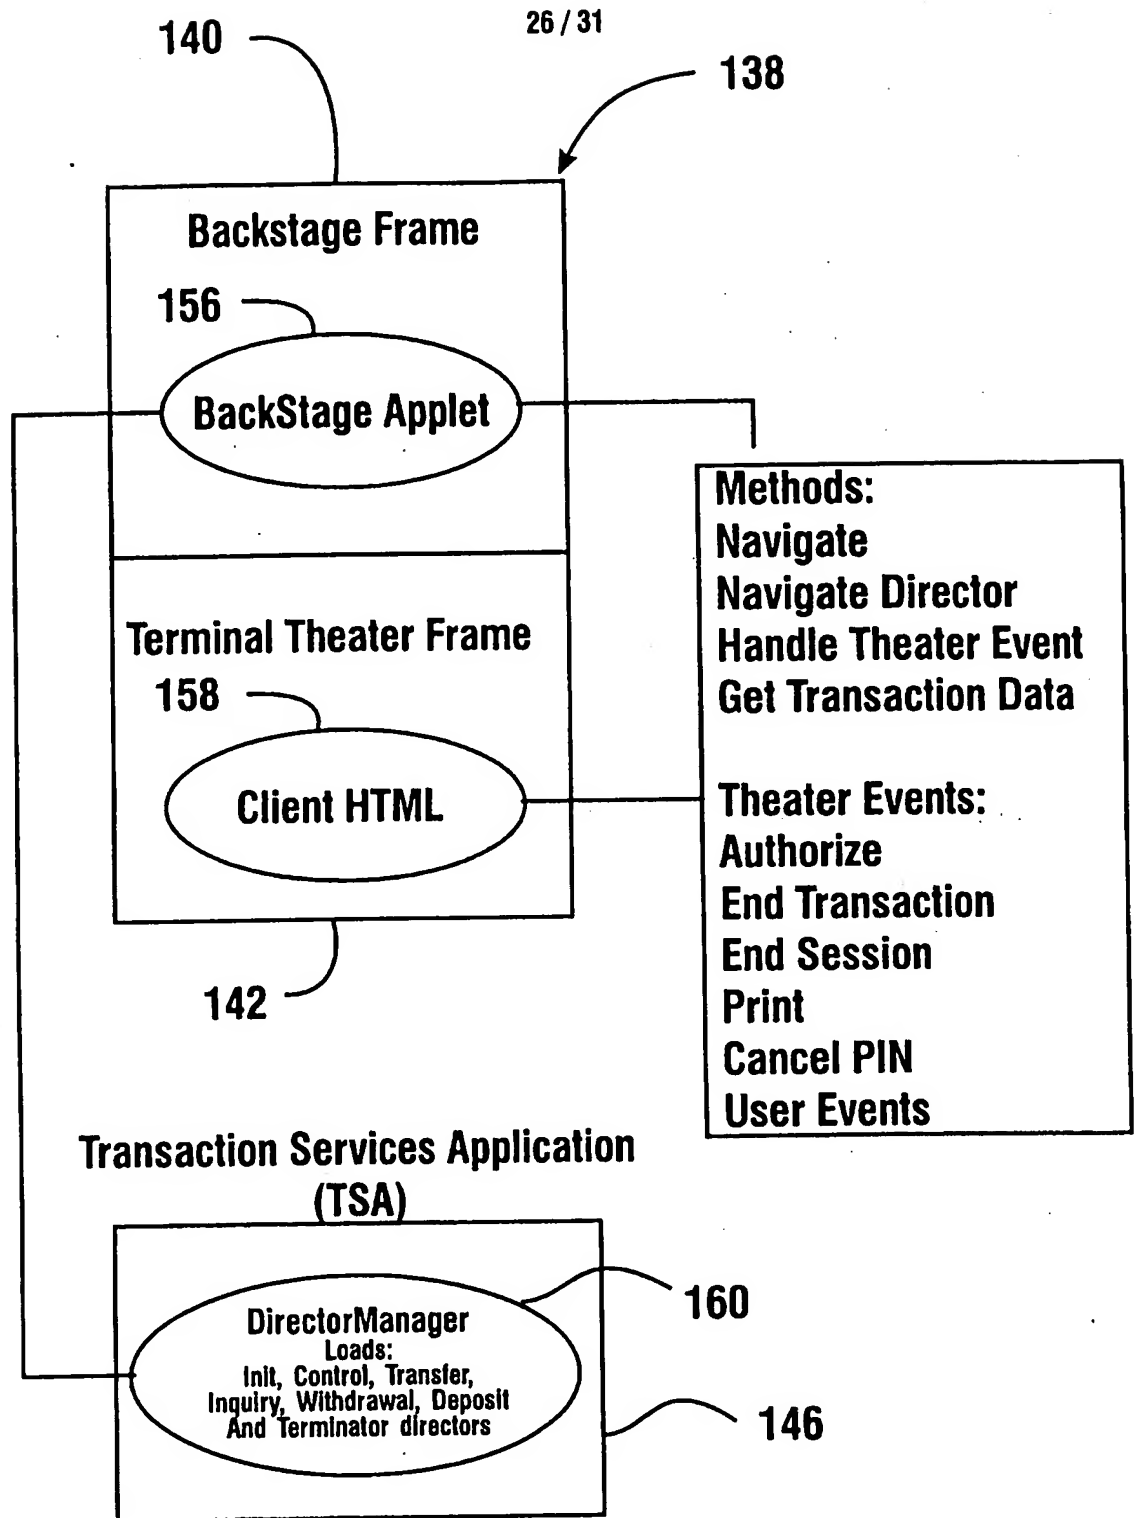 26 / 31
140
138
Backstage Frame
156
BackStage Applet
Methods:
Navigate
Navigate Director
Handle Theater Event
Get Transaction Data
Theater Events:
Authorize
End Transaction
End Session
Print
Cancel PIN
User Events
Terminal Theater Frame
158
Client HTML
142
Transaction Services Application
(TSA)
160
DirectorManager
Loads:
Init, Control, Transfer,
Inquiry, Withdrawal, Deposit
And Terminator directors
146